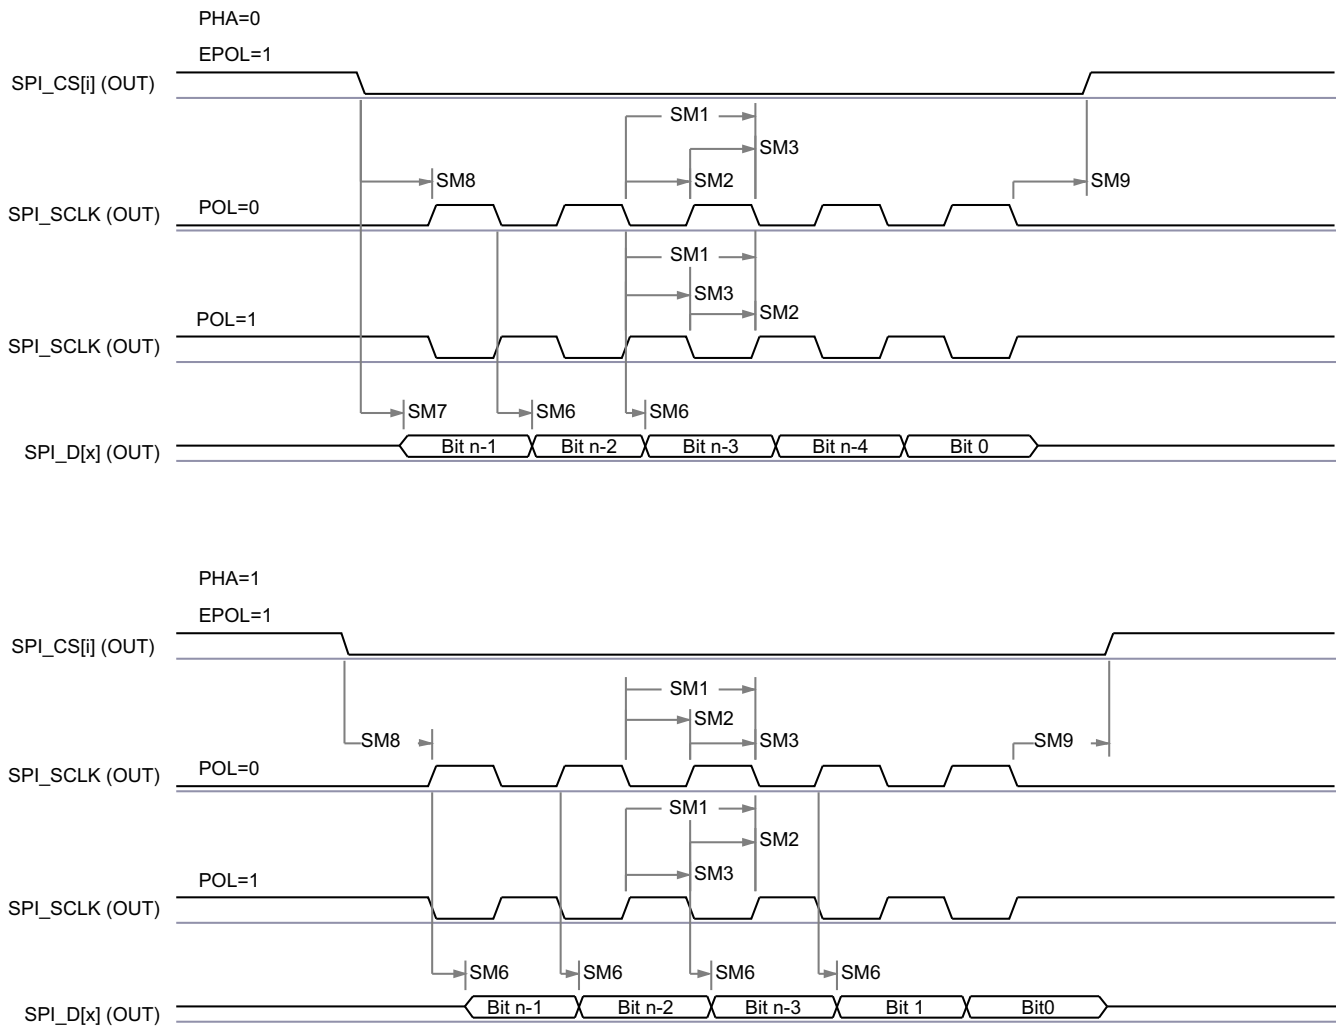 PHA=0
EPOL=1
SPI_CS[i] (OUT)
SM1
SM3
SM8
SM2
SM9
POL=0
SPI_SCLK (OUT)
SM1
SM3
SM2
POL=1
SPI_SCLK (OUT)
SM7
SM6
SM6
SPI_D[x] (OUT)
Bit n-1
Bit n-2
Bit n-3
Bit n-4
Bit 0
PHA=1
EPOL=1
SPI_CS[i] (OUT)
SM1
SM2
SM8
SM3
SM9
POL=0
SPI_SCLK (OUT)
SM1
SM2
SM3
POL=1
SPI_SCLK (OUT)
SM6
SM6
SM6
SM6
SPI_D[x] (OUT)
Bit n-1
Bit n-2
Bit n-3
Bit 1
Bit0